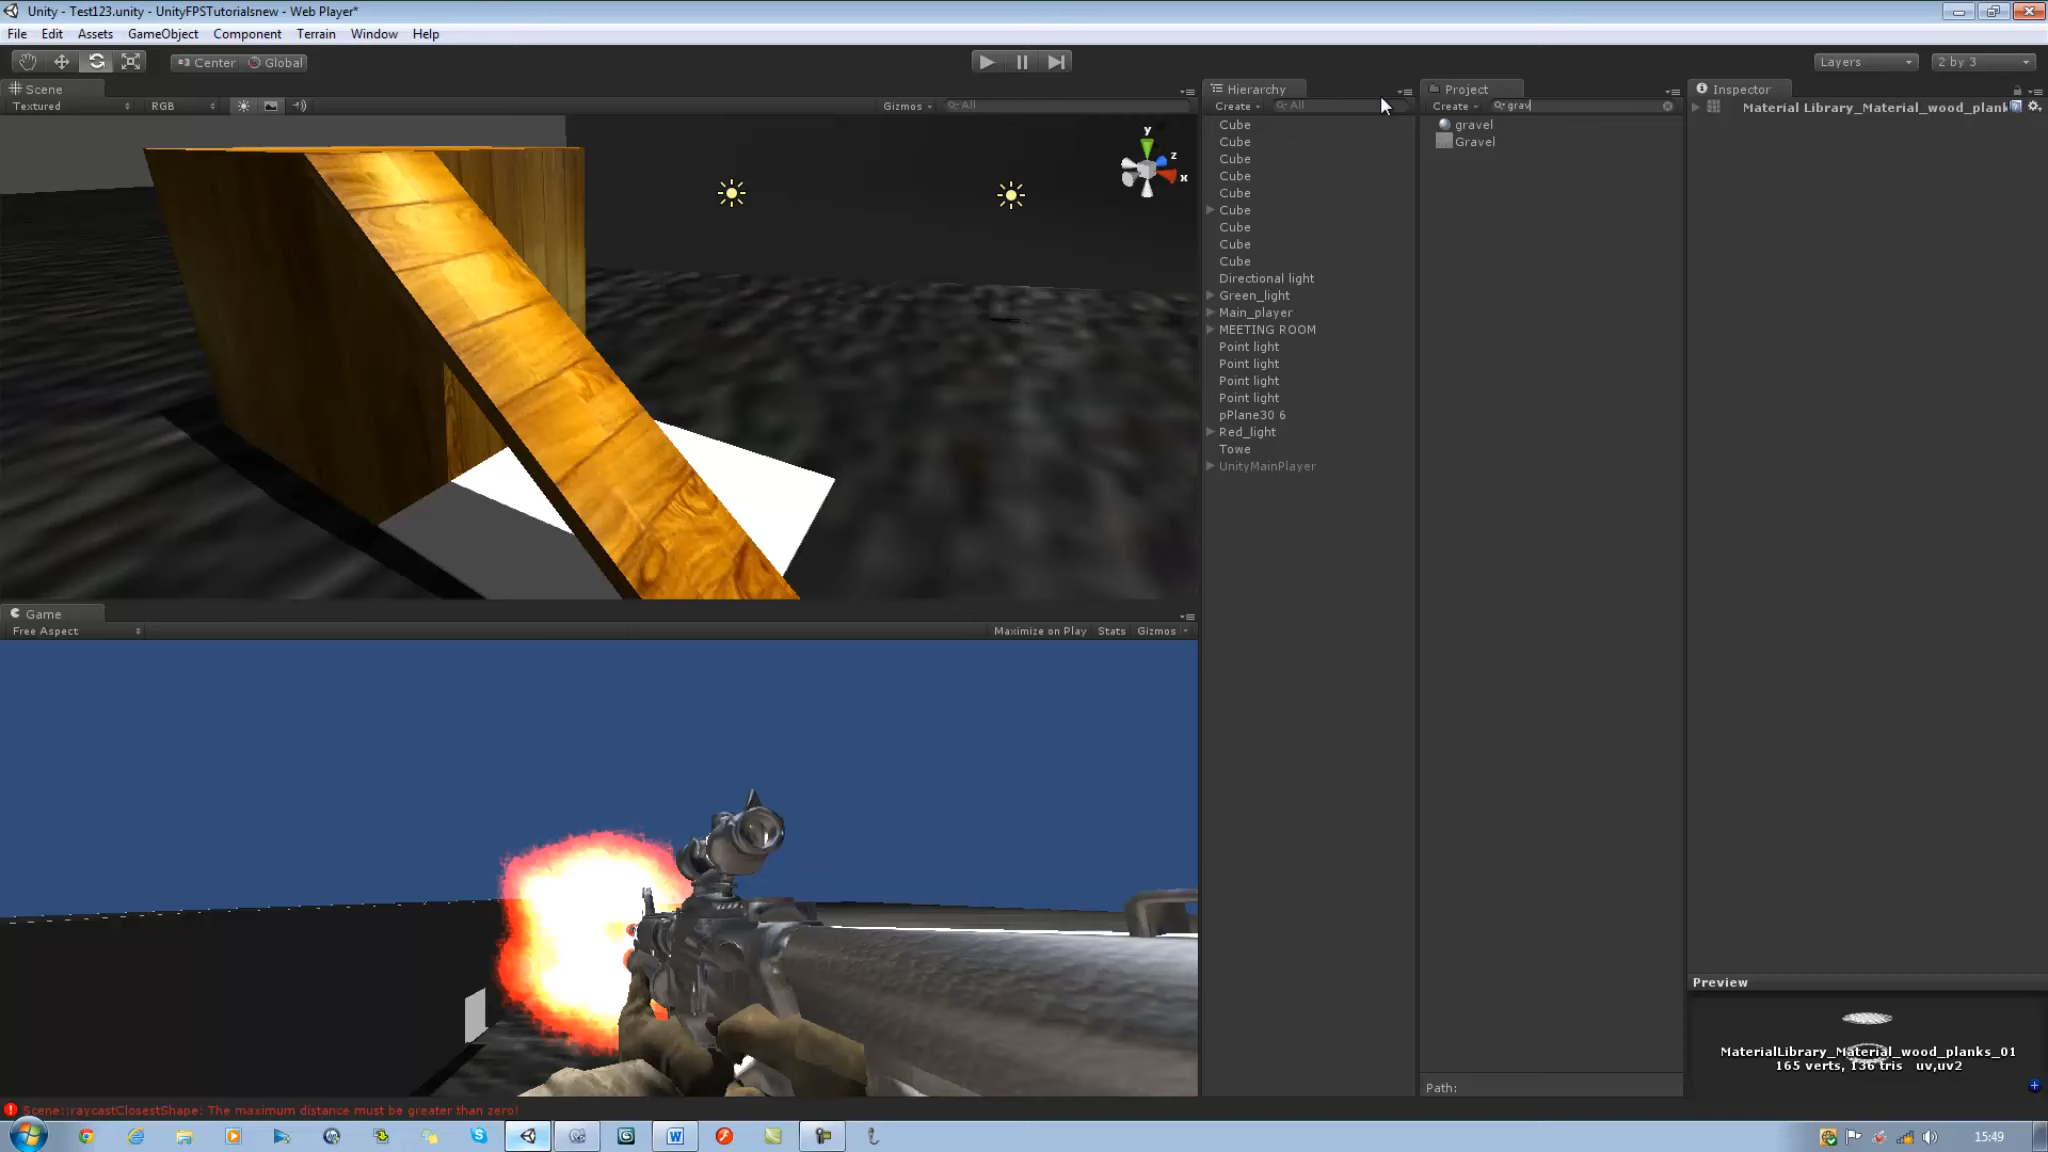 Unity - Test123.unity - UnityFPSTutorialsnew - Web Player*
File Edit Assets GameObject Component Terrain Window Help
Center Global Layers 2 by 3
Scene
Textured RGB Gizmos All
Hierarchy
Create All
Cube
Cube
Cube
Cube
Cube
Cube
Cube
Cube
Cube
Directional light
Green_light
Main_player
MEETING ROOM
Point light
Point light
Point light
Point light
pPlane30 6
Red_light
Towe
UnityMainPlayer
Project
Create grav
gravel
Gravel
Path:
Inspector
Material Library_Material_wood_plank
y
z
x
Game
Free Aspect Maximize on Play Stats Gizmos
Preview
MaterialLibrary_Material_wood_planks_01
165 verts, 136 tris uv,uv2
Scene::raycastClosestShape: The maximum distance must be greater than zero!
15:49